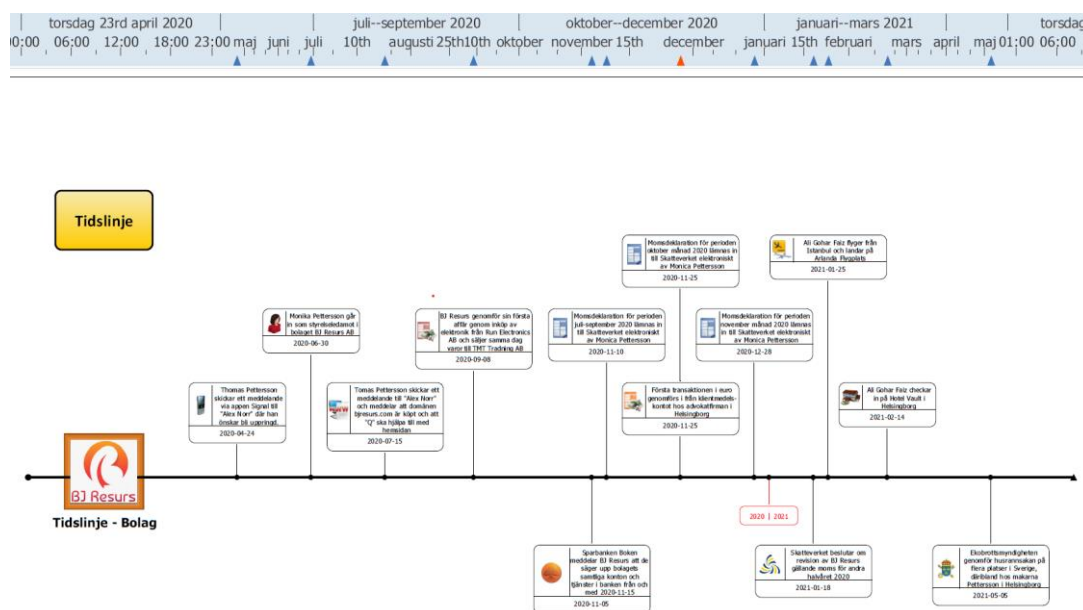 torsdag 23rd april 2020
juli--september 2020
oktober--december 2020
januari--mars 2021
torsdag
00:00 06:00 12:00 18:00 23:00 maj juni juli 10th augusti 25th 10th oktober november 15th december januari 15th februari mars april maj 01:00 06:00
Tidslinje
Momsdeklaration för perioden
oktober månad 2020 lämnas in
till Skatteverket elektroniskt
av Monica Pettersson
2020-11-25
Ali Gohar Faiz flyger från
Istanbul och landar på
Arlanda Flygplats
2021-01-25
Monika Pettersson går
in som styrelseledamot i
bolaget BJ Resurs AB
2020-06-30
BJ Resurs genomför sin första
affär genom inköp av
elektronik från Run Electronics
AB och säljer samma dag
varor till TMT Tradning AB
2020-09-08
Momsdeklaration för perioden
juli-september 2020 lämnas in
till Skatteverket elektroniskt
av Monica Pettersson
2020-11-10
Momsdeklaration för perioden
november månad 2020 lämnas
in till Skatteverket elektroniskt
av Monica Pettersson
2020-12-28
Thomas Pettersson
skickar ett meddelande
via appen Signal till
"Alex Norr" där han
önskar bli uppringd.
2020-04-24
Tomas Pettersson skickar ett
meddelande till "Alex Norr"
och meddelar att domänen
bjresurs.com är köpt och att
"Q" ska hjälpa till med
hemsidan
2020-07-15
Första transaktionen i euro
genomförs i från klientmedels-
kontot hos advokatfirman i
Helsingborg
2020-11-25
Ali Gohar Faiz checkar
in på Hotel Vault i
Helsingborg
2021-02-14
BJ Resurs
Tidslinje - Bolag
2020 | 2021
Sparbanken Boken
meddelar BJ Resurs att de
säger upp bolagets
samtliga konton och
tjänster i banken från och
med 2020-11-15
2020-11-05
Skatteverket beslutar om
revision av BJ Resurs
gällande moms för andra
halvåret 2020
2021-01-18
Ekobrottsmyndigheten
genomför husrannsakan på
flera platser i Sverige,
däribland hos makarna
Pettersson i Helsingborg
2021-05-05